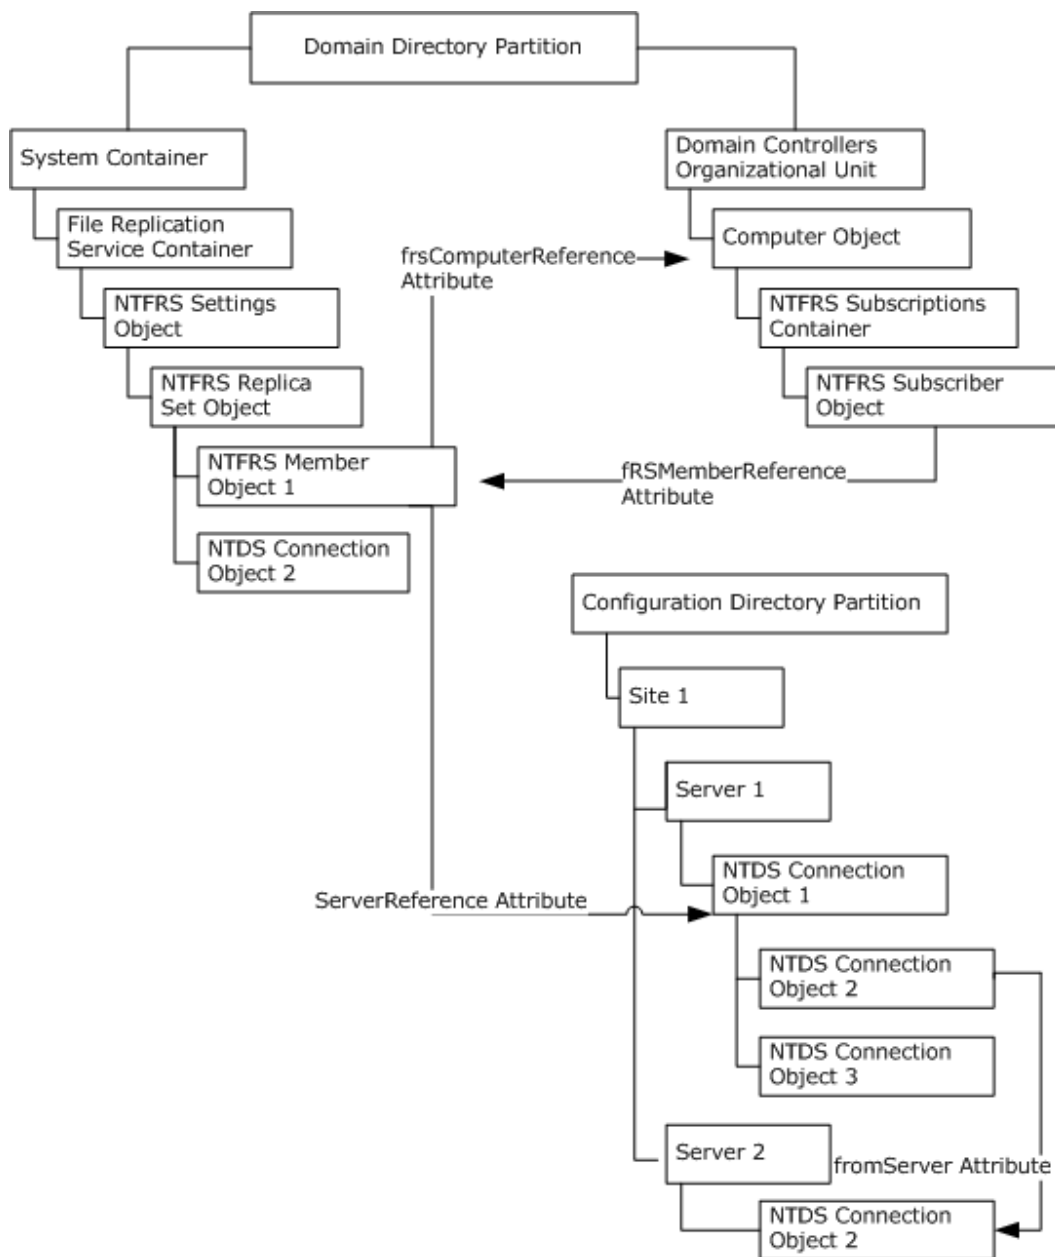 Domain Directory Partition
System Container
Domain Controllers
Organizational Unit
File Replication
Service Container
Computer Object
frsComputerReference
Attribute
NTFRS Settings
Object
NTFRS Subscriptions
Container
NTFRS Replica
Set Object
NTFRS Subscriber
Object
NTFRS Member
Object 1
fRSMemberReference
Attribute
NTDS Connection
Object 2
Configuration Directory Partition
Site 1
Server 1
NTDS Connection
Object 1
ServerReference Attribute
NTDS Connection
Object 2
NTDS Connection
Object 3
Server 2
fromServer Attribute
NTDS Connection
Object 2